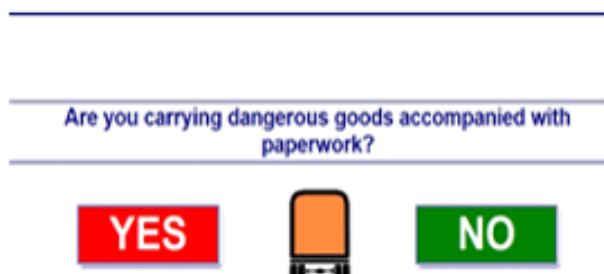 Are you carrying dangerous goods accompanied with
paperwork?
YES NO